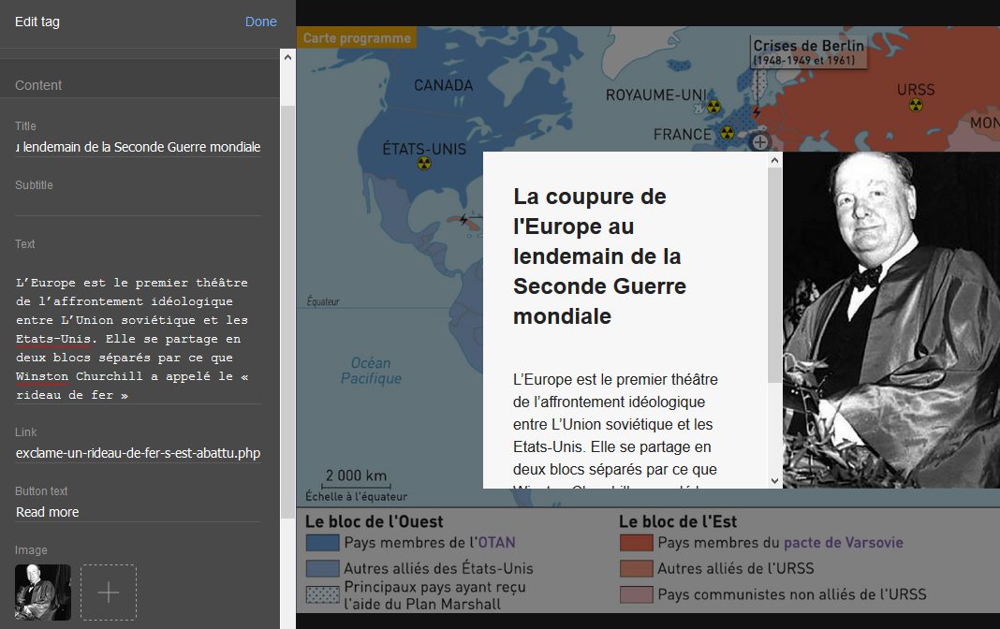 Edit tag
Done
Content
Title
lendemain de la Seconde Guerre mondiale
Subtitle
Text
L’Europe est le premier théâtre
de l’affrontement idéologique
entre L’Union soviétique et les
Etats-Unis. Elle se partage en
deux blocs séparés par ce que
Winston Churchill a appelé le «
rideau de fer »
Link
exclame-un-rideau-de-fer-s-est-abattu.php
Button text
Read more
Image
Carte programme
Crises de Berlin
(1948-1949 et 1961)
CANADA
ROYAUME-UNI
URSS
FRANCE
MON
ÉTATS-UNIS
La coupure de
l'Europe au
lendemain de la
Seconde Guerre
mondiale
Équateur
Océan
Pacifique
L’Europe est le premier théâtre
de l’affrontement idéologique
entre L’Union soviétique et les
Etats-Unis. Elle se partage en
deux blocs séparés par ce que
2 000 km
Échelle à l'équateur
Le bloc de l'Ouest
Pays membres de l'OTAN
Autres alliés des États-Unis
Principaux pays ayant reçu
l'aide du Plan Marshall
Le bloc de l'Est
Pays membres du pacte de Varsovie
Autres alliés de l'URSS
Pays communistes non alliés de l'URSS